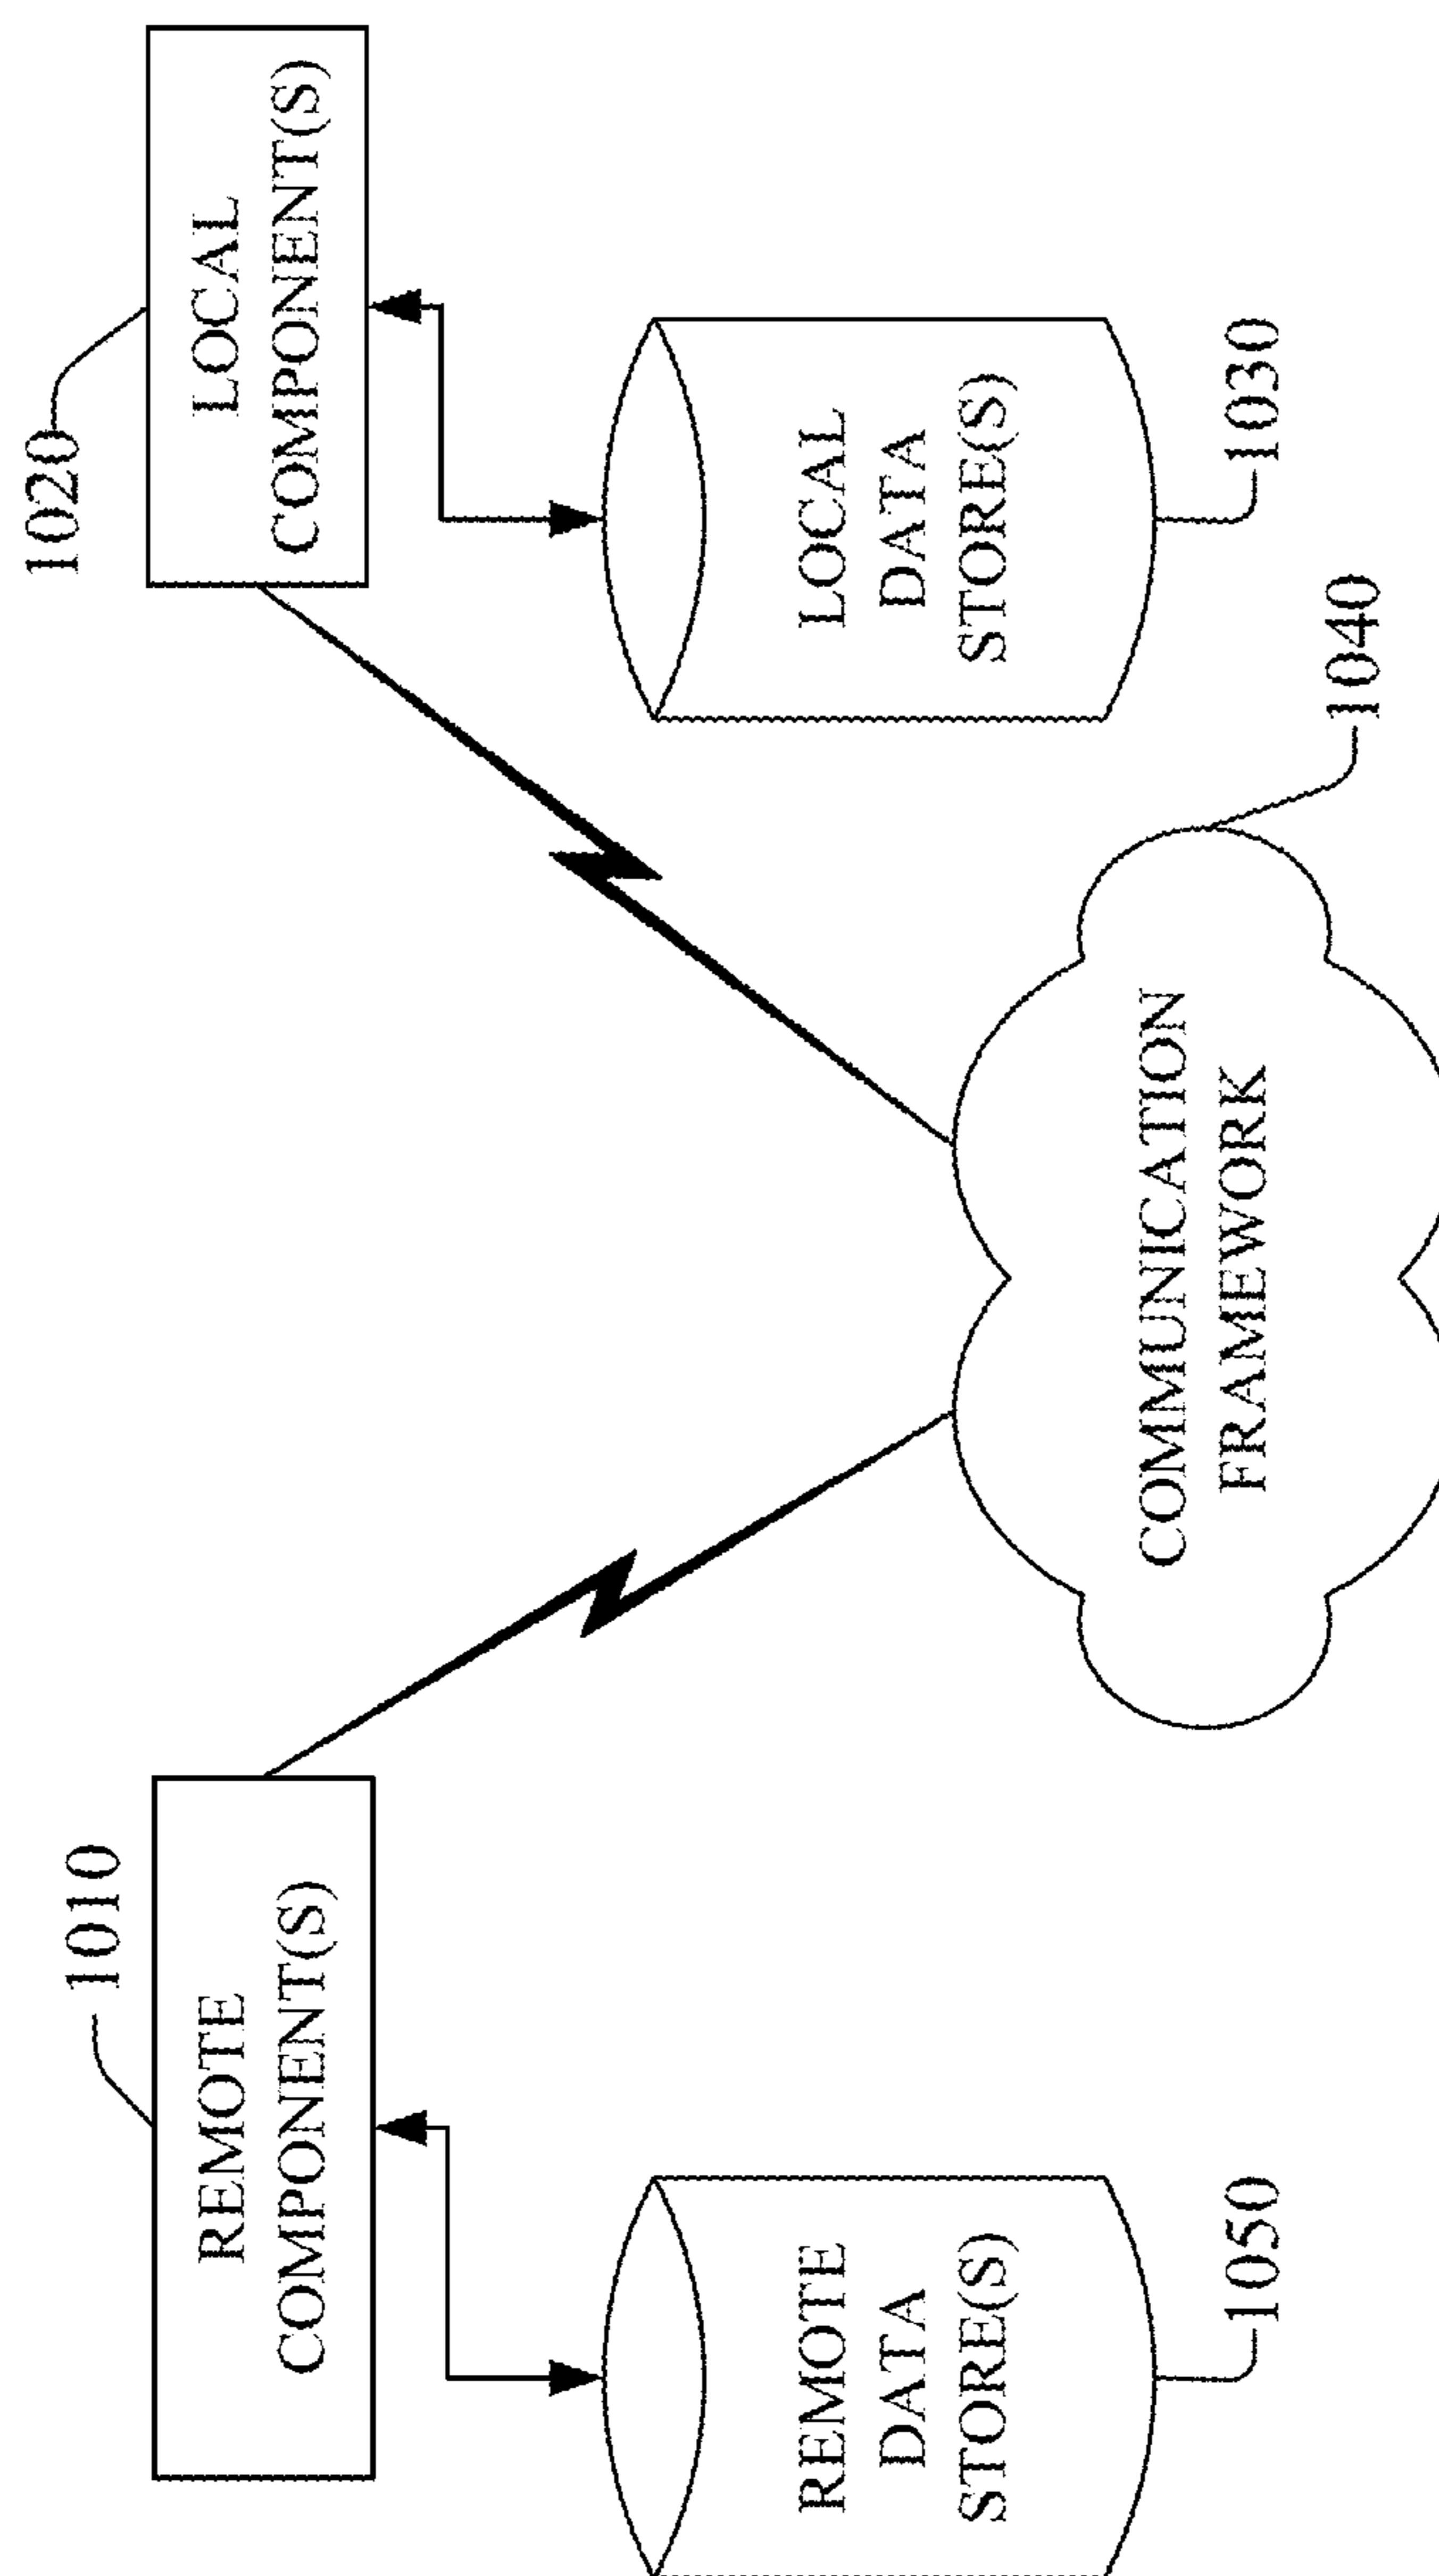 1010
REMOTE
COMPONENT(S)
1020
LOCAL
COMPONENT(S)
REMOTE
DATA
STORE(S)
1050
COMMUNICATION
FRAMEWORK
1040
LOCAL
DATA
STORE(S)
1030